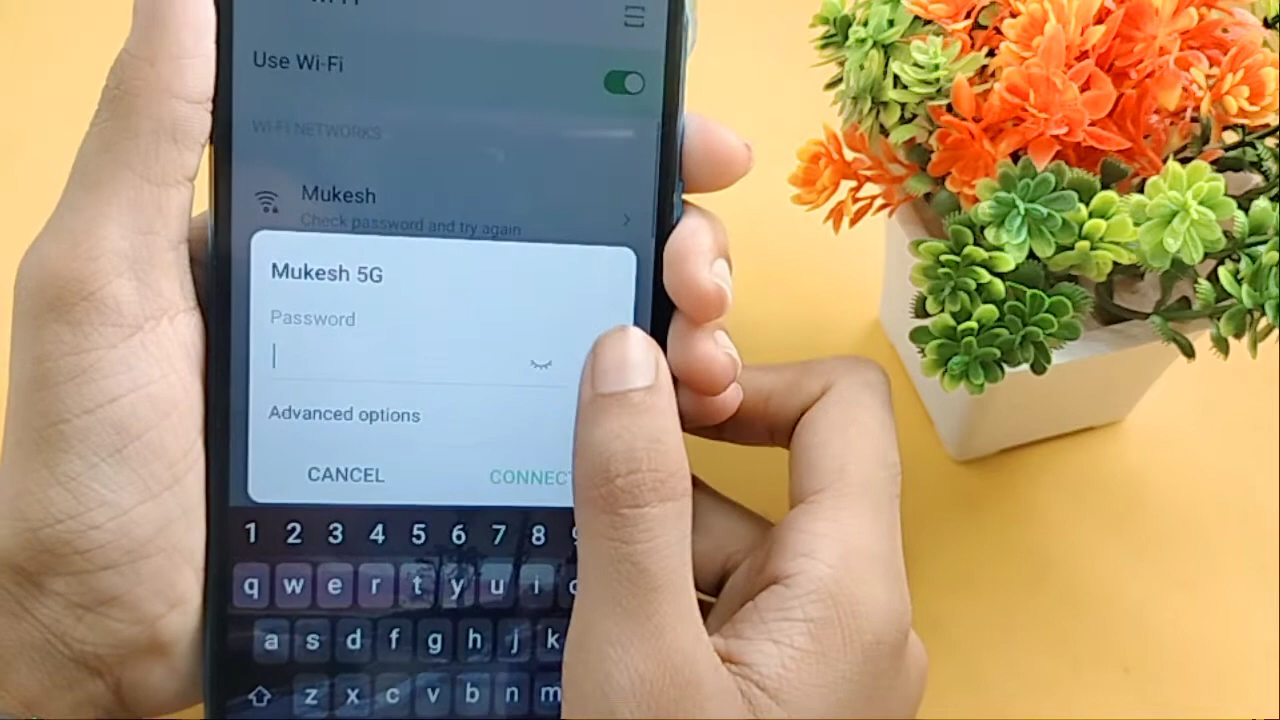 Use Wi-Fi
WI-FI NETWORKS
Mukesh
Check password and try again
Mukesh 5G
Password
Advanced options
CANCEL CONNECT
1 2 3 4 5 6 7 8
q w e r t y u i
a s d f g h j k
z x c v b n m